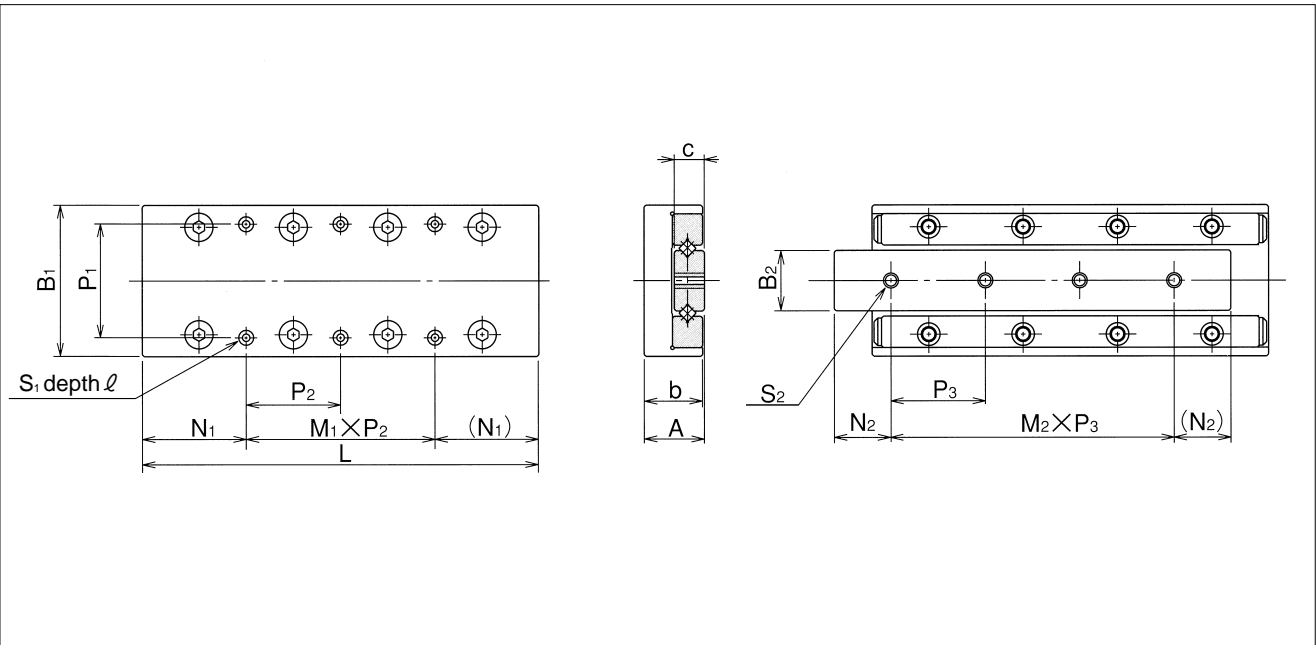 B₁
P₁
S₁ depth ℓ
P₂
N₁
M₁×P₂
(N₁)
L
c
b
A
B₂
S₂
P₃
N₂
M₂×P₃
(N₂)